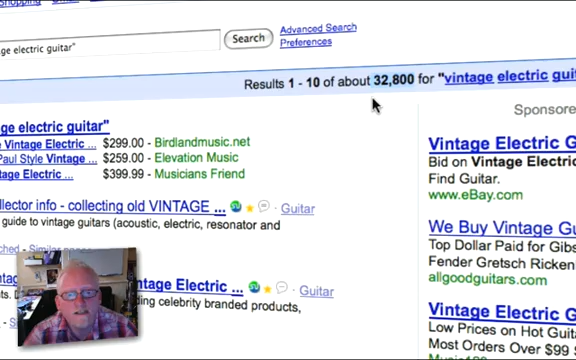 Shopping
Advanced Search
Preferences
age electric guitar"
Search
Results 1 - 10 of about 32,800 for "vintage electric guit
Sponsore
ge electric guitar"
Vintage Electric ... $299.00 - Birdlandmusic.net
Paul Style Vintage ... $259.00 - Elevation Music
tage Electric ... $399.99 - Musicians Friend
llector info - collecting old VINTAGE ... Guitar
guide to vintage guitars (acoustic, electric, resonator and
Vintage Electric ... Guitar
ding celebrity branded products,
Vintage Electric G
Bid on Vintage Electric
Find Guitar.
www.eBay.com
We Buy Vintage Gu
Top Dollar Paid for Gibs
Fender Gretsch Ricken
allgoodguitars.com
Vintage Electric G
Low Prices on Hot Guita
Most Orders Over $99